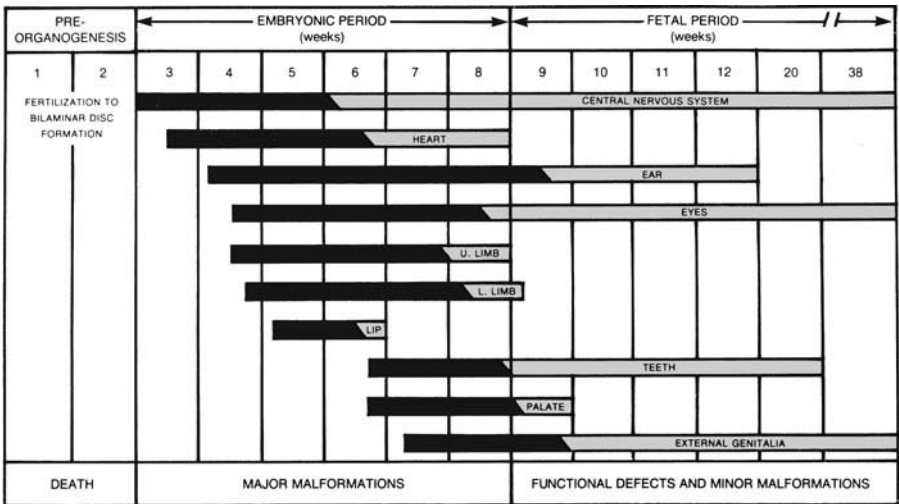 PRE-
ORGANOGENESIS
EMBRYONIC PERIOD
(weeks)
FETAL PERIOD
(weeks)
1 2 3 4 5 6 7 8 9 10 11 12 20 38
FERTILIZATION TO
BILAMINAR DISC
FORMATION
CENTRAL NERVOUS SYSTEM
HEART
EAR
EYES
U. LIMB
L. LIMB
LIP
TEETH
PALATE
EXTERNAL GENITALIA
DEATH MAJOR MALFORMATIONS FUNCTIONAL DEFECTS AND MINOR MALFORMATIONS